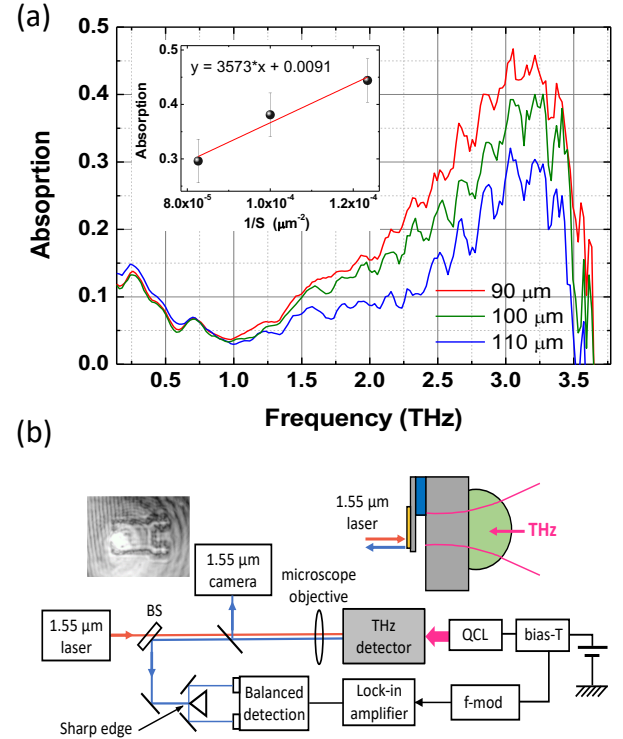 (a)
0.5
0.4
0.3
0.2
0.1
0.0
Absoprtion
0.5
0.4
0.3
Absorption
y = 3573*x + 0.0091
8.0x10⁻⁵ 1.0x10⁻⁴ 1.2x10⁻⁴
1/S (μm⁻²)
90 μm
100 μm
110 μm
0.5 1.0 1.5 2.0 2.5 3.0 3.5
Frequency (THz)
(b)
1.55 μm
laser
THz
1.55 μm
camera
microscope
objective
BS
1.55 μm
laser
THz
detector
QCL
bias-T
Balanced
detection
Lock-in
amplifier
f-mod
Sharp edge